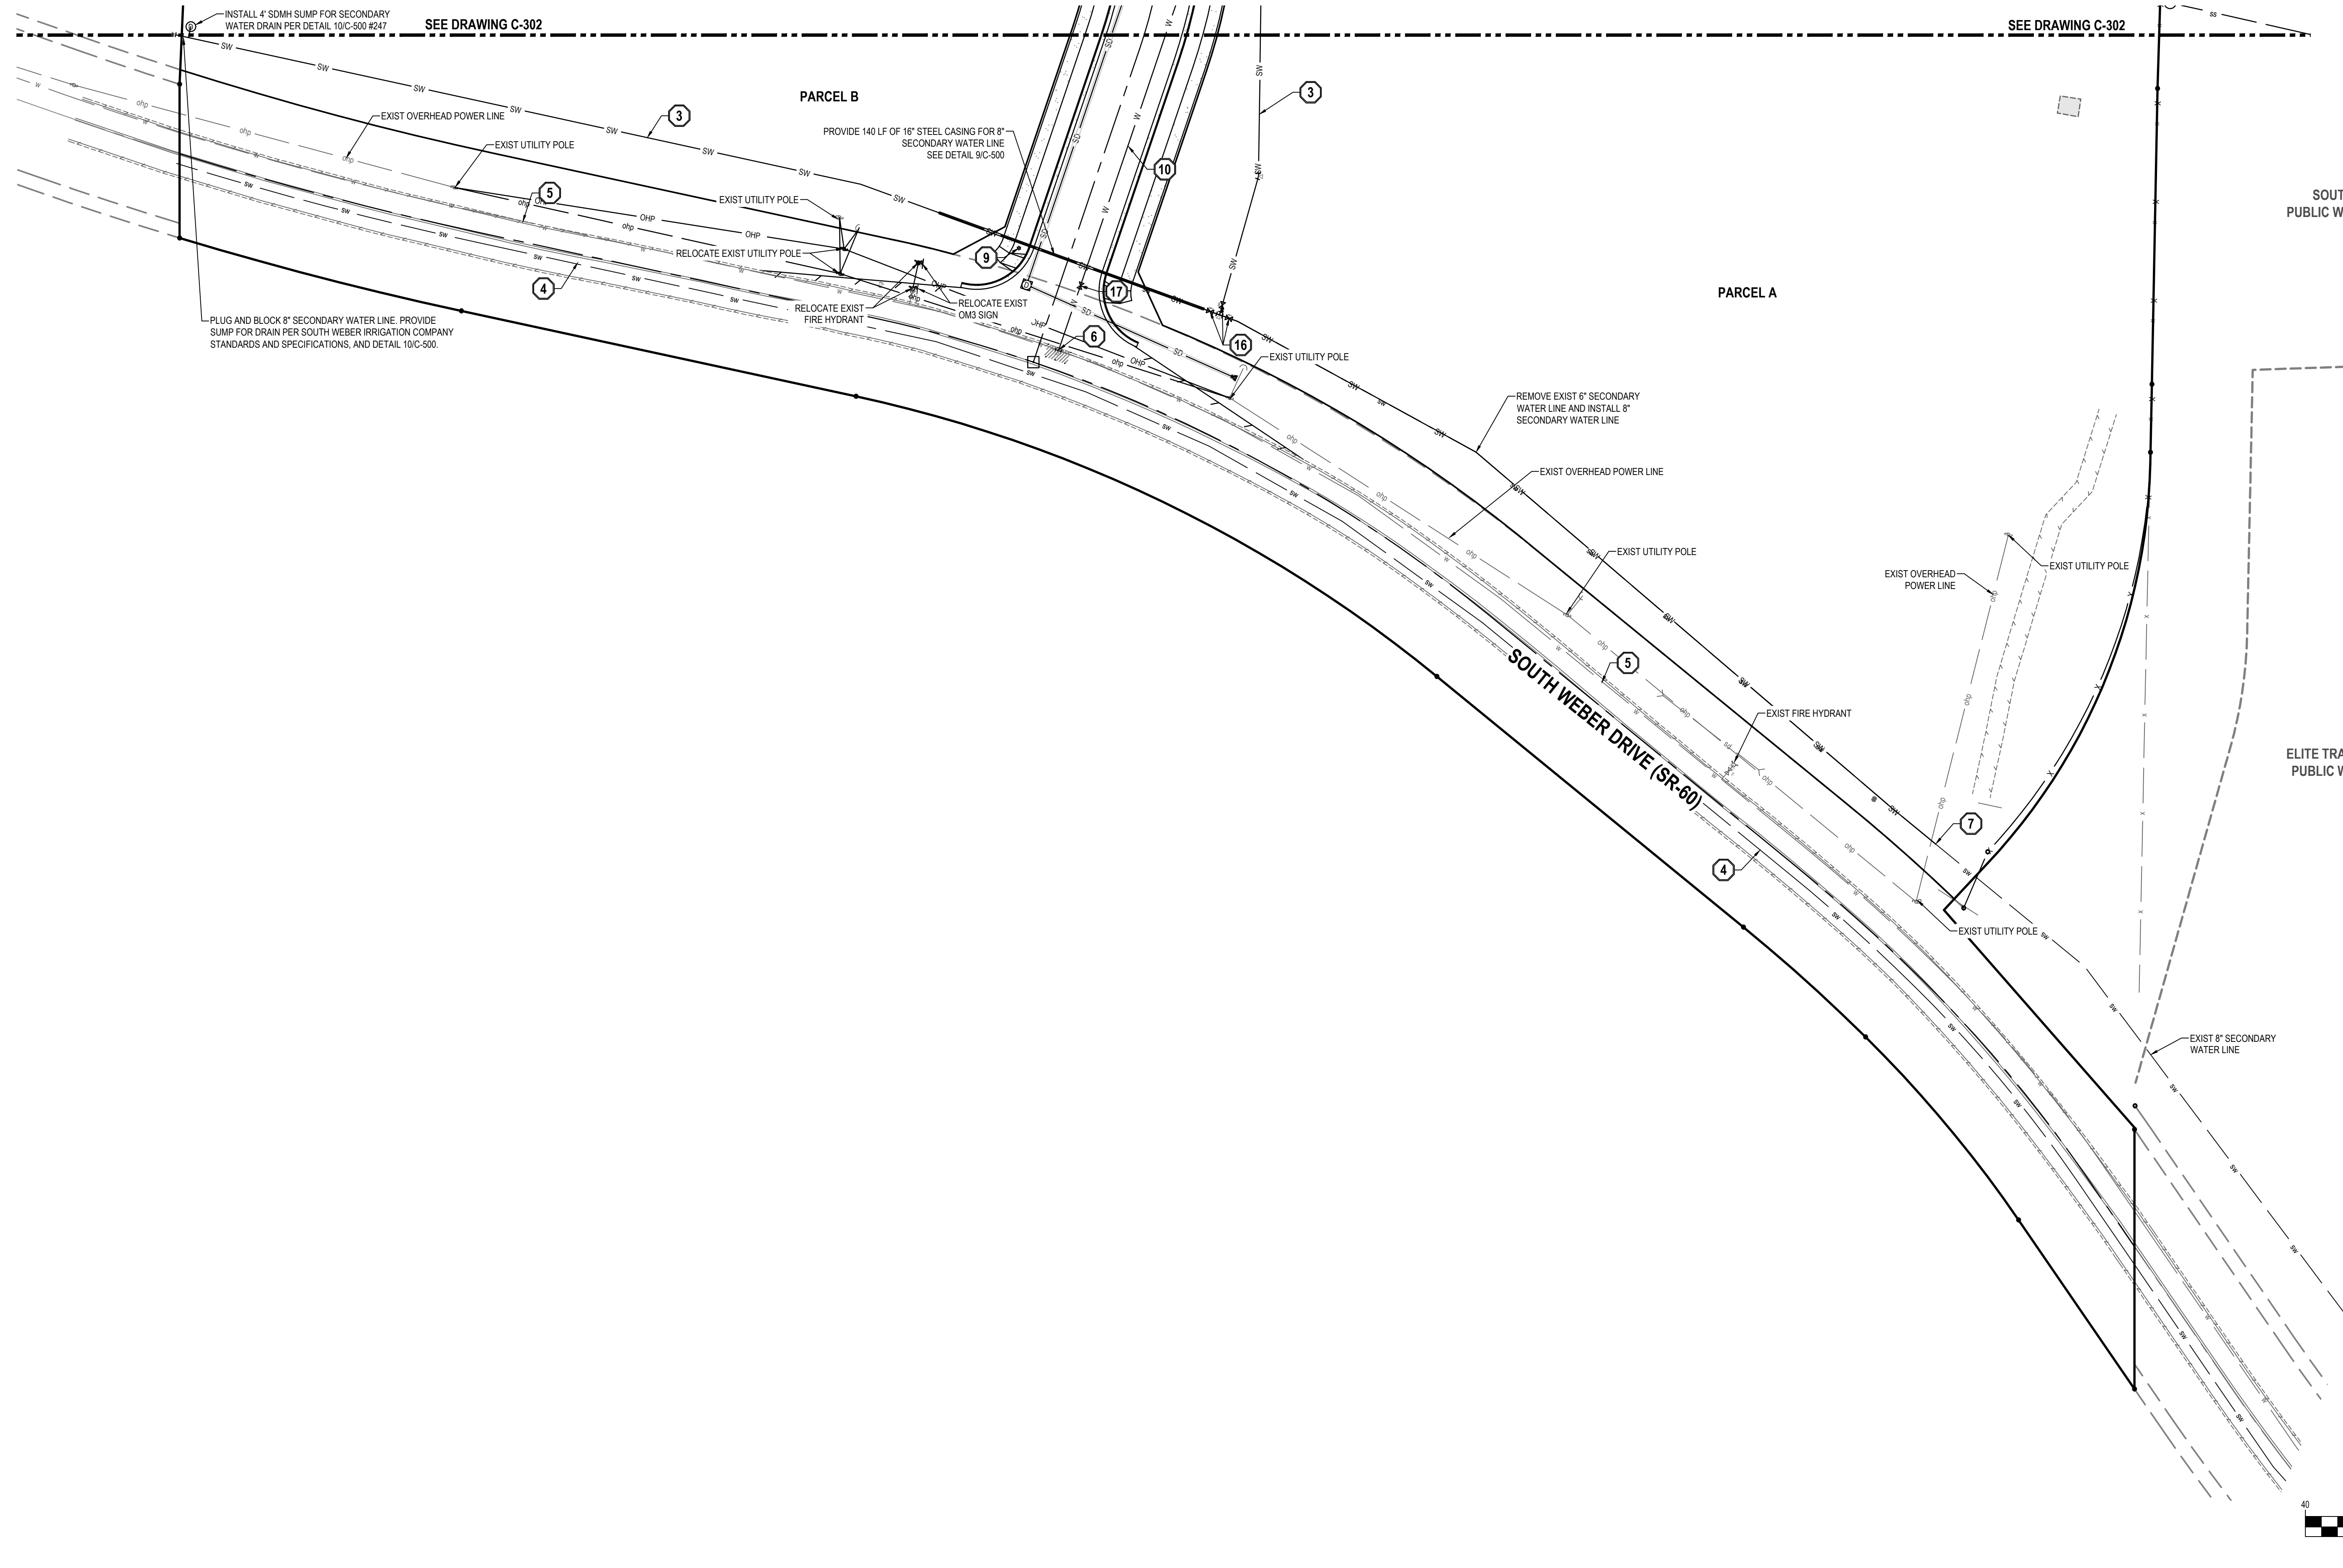 INSTALL 4' SDMH SUMP FOR SECONDARY
WATER DRAIN PER DETAIL 10/C-500 #247
SEE DRAWING C-302
SEE DRAWING C-302
PARCEL B
3
3
EXIST OVERHEAD POWER LINE
PROVIDE 140 LF OF 16" STEEL CASING FOR 8"
SECONDARY WATER LINE
SEE DETAIL 9/C-500
EXIST UTILITY POLE
10
5
EXIST UTILITY POLE
SOUT
PUBLIC W
RELOCATE EXIST UTILITY POLE
9
4
17
PARCEL A
RELOCATE EXIST
FIRE HYDRANT
RELOCATE EXIST
OM3 SIGN
PLUG AND BLOCK 8" SECONDARY WATER LINE. PROVIDE
SUMP FOR DRAIN PER SOUTH WEBER IRRIGATION COMPANY
STANDARDS AND SPECIFICATIONS, AND DETAIL 10/C-500.
6
16
EXIST UTILITY POLE
REMOVE EXIST 6" SECONDARY
WATER LINE AND INSTALL 8"
SECONDARY WATER LINE
EXIST OVERHEAD POWER LINE
EXIST UTILITY POLE
EXIST OVERHEAD
POWER LINE
EXIST UTILITY POLE
SOUTH WEBER DRIVE (SR-60)
5
EXIST FIRE HYDRANT
ELITE TRA
PUBLIC W
7
4
EXIST UTILITY POLE
EXIST 8" SECONDARY
WATER LINE
40